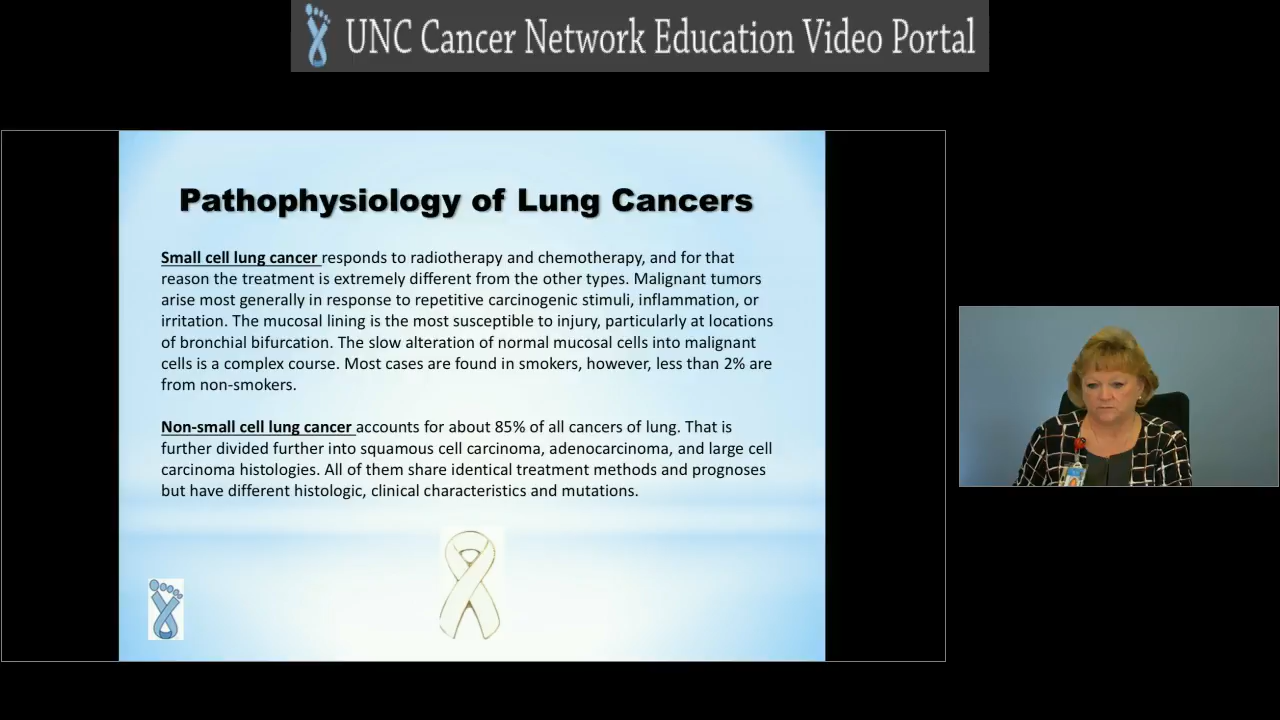 UNC Cancer Network Education Video Portal
Pathophysiology of Lung Cancers
Small cell lung cancer responds to radiotherapy and chemotherapy, and for that
reason the treatment is extremely different from the other types. Malignant tumors
arise most generally in response to repetitive carcinogenic stimuli, inflammation, or
irritation. The mucosal lining is the most susceptible to injury, particularly at locations
of bronchial bifurcation. The slow alteration of normal mucosal cells into malignant
cells is a complex course. Most cases are found in smokers, however, less than 2% are
from non-smokers.
Non-small cell lung cancer accounts for about 85% of all cancers of lung. That is
further divided further into squamous cell carcinoma, adenocarcinoma, and large cell
carcinoma histologies. All of them share identical treatment methods and prognoses
but have different histologic, clinical characteristics and mutations.